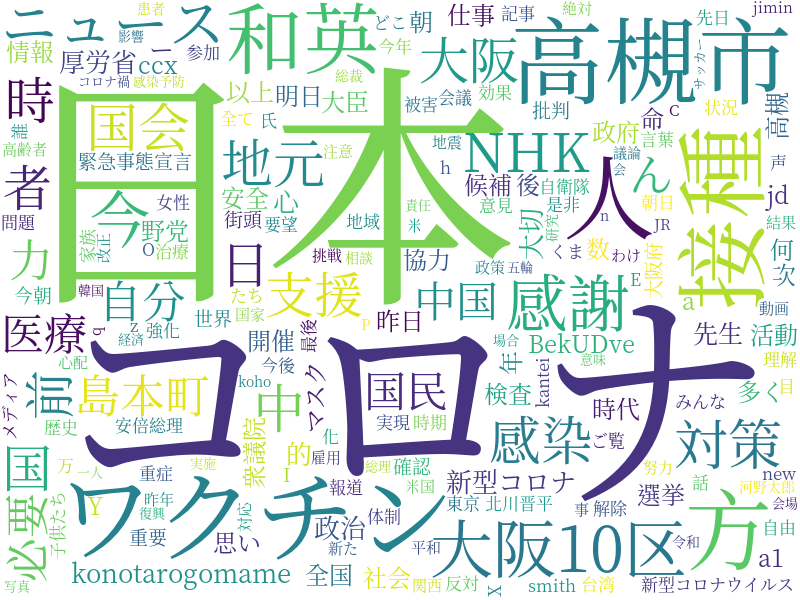 患者
影響
どこ
朝
仕事
記事
絶対
先日
jimin
ニュース
和英
大阪
高槻市
情報
厚労省
ー
ccx
参加
今年
コロナ禍
感染予防
総裁
サッカー
時
国会
以上
明日
大臣
被害
会議
効果
批判
命
c
状況
高槻
誰
全て
氏
者
高齢者
緊急事態宣言
地元
注意
地震
NHK
政府
言葉
議論
会
声
ん
接種
日本
人
今
女性
安全
心
h
候補
後
自衛隊
朝日
jd
問題
家族
改正
野党
街頭
要望
地域
責任
米
意見
大切
研究
是非
n
JR
結果
力
O
治療
日
挑戦
相談
協力
政策
五輪
くま
わけ
数
大阪府
何
次
今朝
韓国
自分
たち
国家
支援
中国
感謝
E
a
動画
医療
q
z
経済
強化
世界
開催
最後
昨日
P
BekUDve
先生
活動
心配
koho
今後
年
場合
意味
kantei
理解
メディア
前
島本町
中
マスク
コロナ
国民
検査
時代
みんな
多く
目
歴史
安倍総理
衆議院
実現
時期
感染
ご覧
対策
国
万
一人
化
的
I
雇用
総理
確認
新型コロナ
努力
話
new
河野太郎
必要
子供たち
Y
重症
実施
昨年
復興
対応
ワクチン
報道
米国
東京
北川晋平
事
解除
選挙
方
会場
自由
重要
思い
政治
体制
新た
平和
大阪10区
令和
a1
写真
konotarogomame
全国
社会
関西
反対
X
smith
台湾
新型コロナウイルス